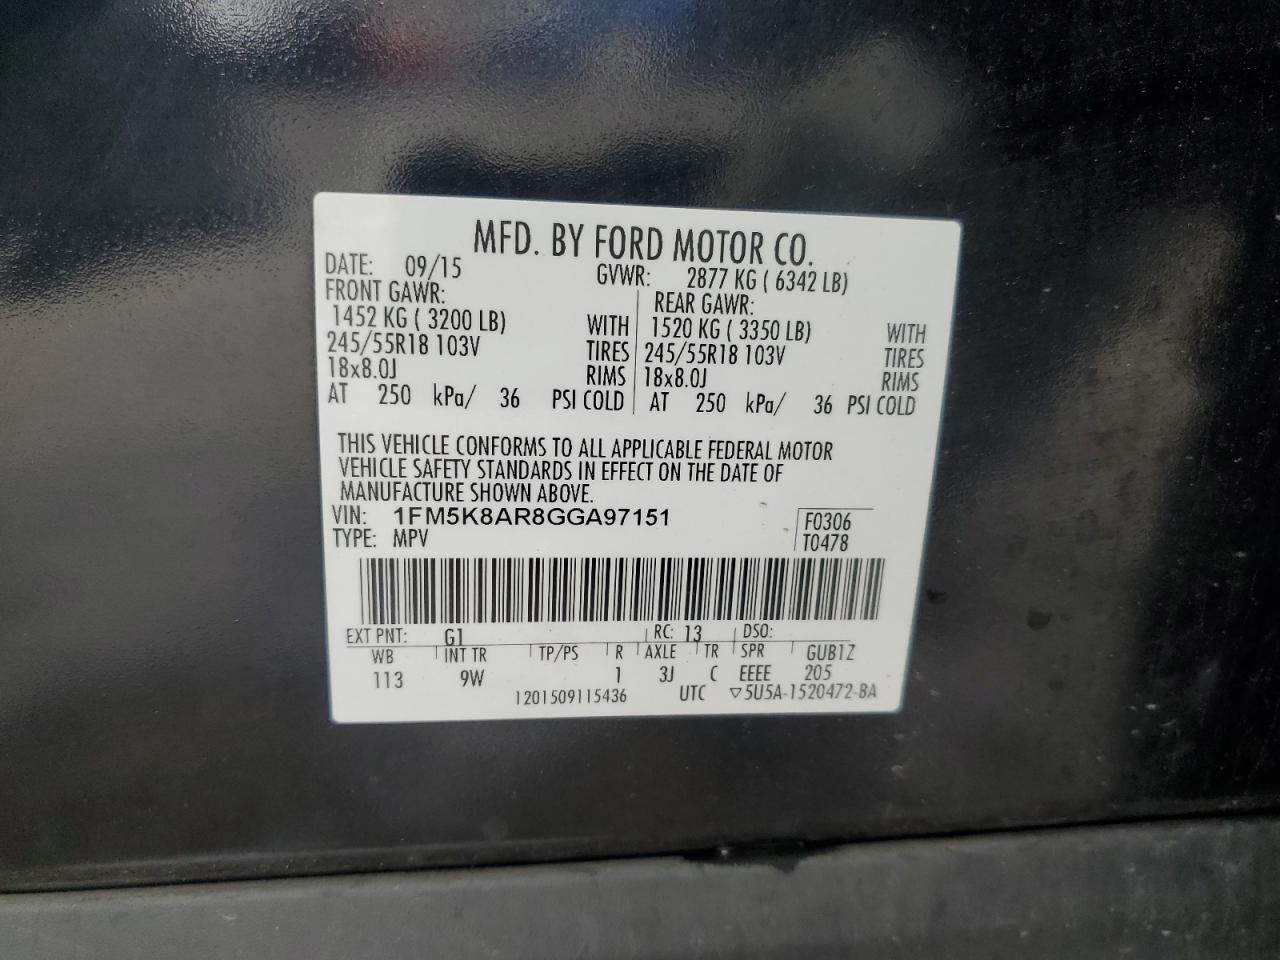 MFD. BY FORD MOTOR CO.
DATE: 09/15 GVWR: 2877 KG ( 6342 LB)
FRONT GAWR: REAR GAWR:
1452 KG ( 3200 LB) WITH 1520 KG ( 3350 LB) WITH
245/55R18 103V TIRES 245/55R18 103V TIRES
18x8.0J RIMS 18x8.0J RIMS
AT 250 kPa/ 36 PSI COLD AT 250 kPa/ 36 PSI COLD
THIS VEHICLE CONFORMS TO ALL APPLICABLE FEDERAL MOTOR
VEHICLE SAFETY STANDARDS IN EFFECT ON THE DATE OF
MANUFACTURE SHOWN ABOVE.
VIN: 1FM5K8AR8GGA97151 F0306
TYPE: MPV T0478
EXT PNT: G1 RC: 13 DSO:
WB INT TR TP/PS R AXLE TR SPR GUB1Z
113 9W 1 3J C EEEE 205
1201509115436 UTC ▽5U5A-1520472-BA